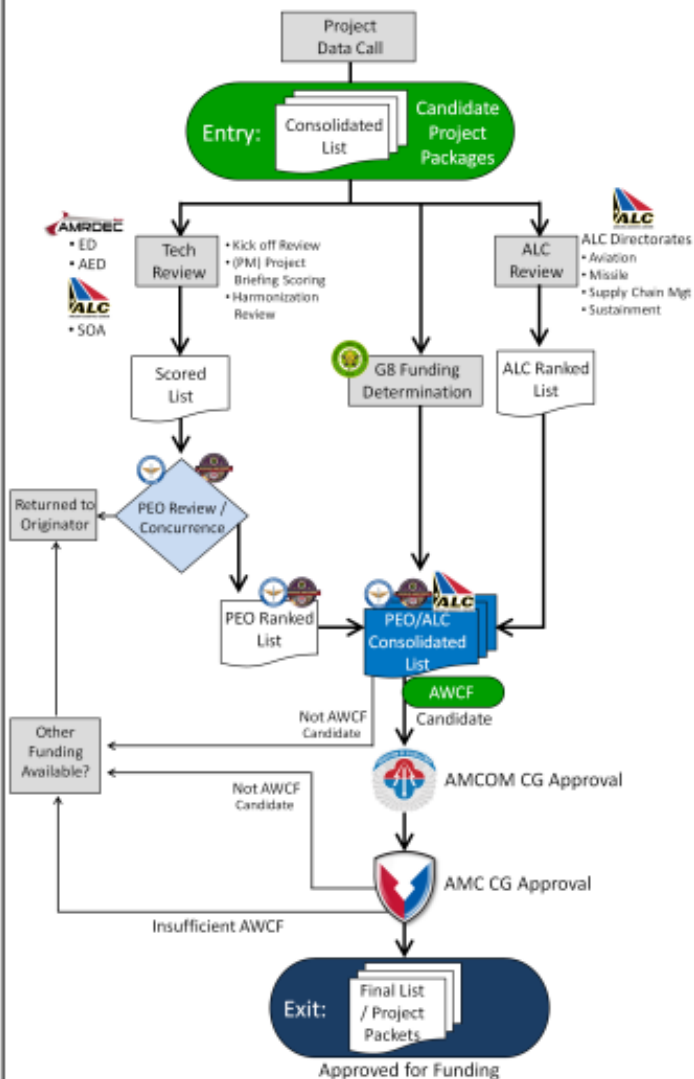 Project
Data Call
Entry:
Consolidated
List
Candidate
Project
Packages
AMRDEC
• ED
• AED
ALC
• SOA
Tech
Review
• Kick off Review
• (PM) Project
Briefing Scoring
• Harmonization
Review
ALC
Review
ALC
ALC Directorates
• Aviation
• Missile
• Supply Chain Mgt
• Sustainment
Scored
List
G8 Funding
Determination
ALC Ranked
List
Returned to
Originator
PEO Review /
Concurrence
PEO Ranked
List
ALC
PEO/ALC
Consolidated
List
AWCF
Candidate
Not AWCF
Candidate
Other
Funding
Available?
AMCOM CG Approval
Not AWCF
Candidate
AMC CG Approval
Insufficient AWCF
Exit:
Final List
/ Project
Packets
Approved for Funding